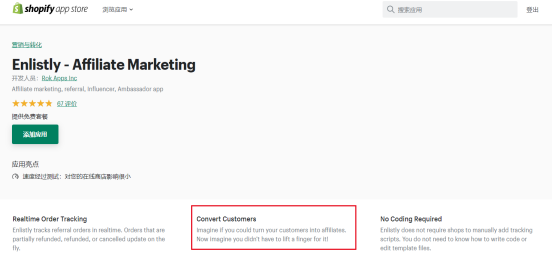 shopify app store
浏览应用
搜索应用
登出
营销与转化
Enlistly - Affiliate Marketing
开发人员: Rok Apps Inc
Affiliate marketing, referral, Influencer, Ambassador app
67 评价
提供免费套餐
添加应用
应用亮点
速度经过测试: 对您的在线商店影响很小
Realtime Order Tracking
Enlistly tracks referral orders in realtime. Orders that are
partially refunded, refunded, or cancelled update on the
fly.
Convert Customers
Imagine if you could turn your customers into affiliates.
Now imagine you didn't have to lift a finger for it!
No Coding Required
Enlistly does not require shops to manually add tracking
scripts. You do not need to know how to write code or
edit template files.